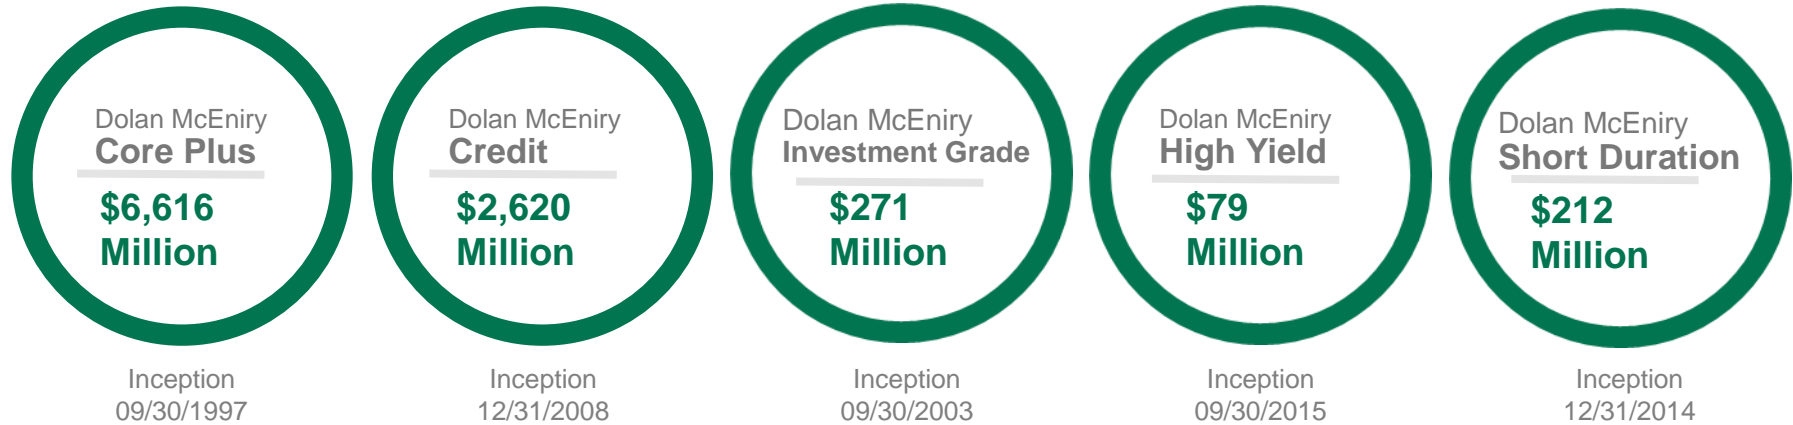 Dolan McEniry
Core Plus
$6,616
Million
Inception
09/30/1997
Dolan McEniry
Credit
$2,620
Million
Inception
12/31/2008
Dolan McEniry
Investment Grade
$271
Million
Inception
09/30/2003
Dolan McEniry
High Yield
$79
Million
Inception
09/30/2015
Dolan McEniry
Short Duration
$212
Million
Inception
12/31/2014